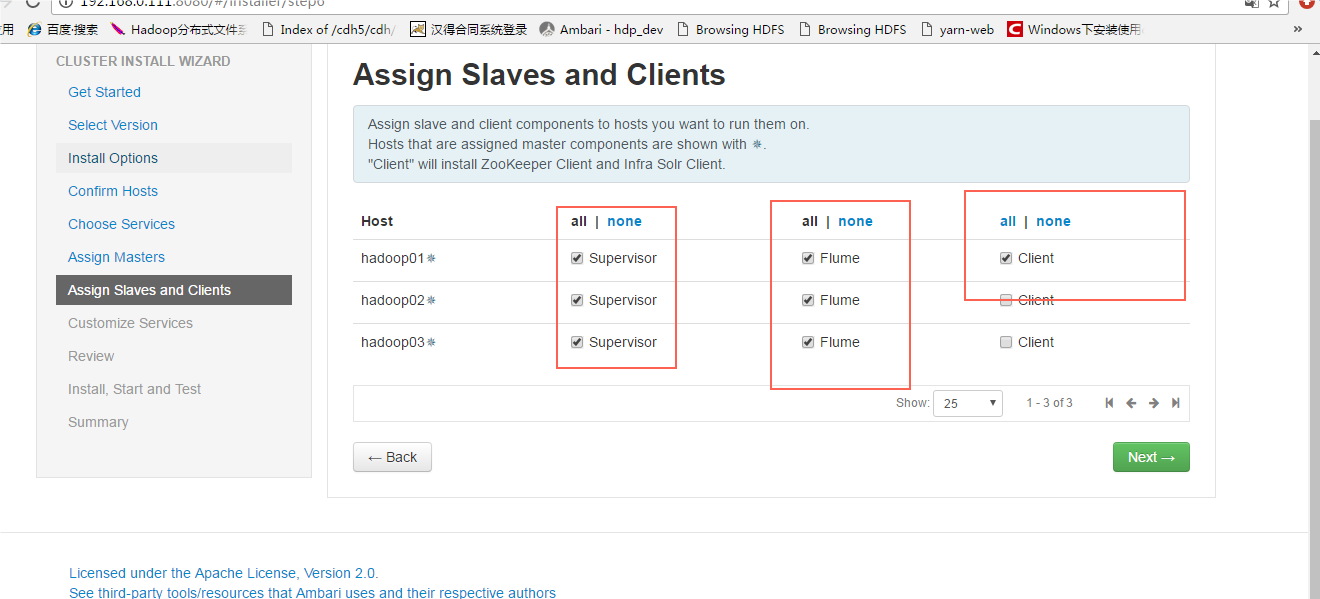 192.168.0.111:8080/#/installer/step6
用 百度·搜索 Hadoop分布式文件系 Index of /cdh5/cdh/ 汉得合同系统登录 Ambari - hdp_dev Browsing HDFS Browsing HDFS yarn-web Windows下安装使用 »
CLUSTER INSTALL WIZARD
Get Started
Select Version
Install Options
Confirm Hosts
Choose Services
Assign Masters
Assign Slaves and Clients
Customize Services
Review
Install, Start and Test
Summary
Assign Slaves and Clients
Assign slave and client components to hosts you want to run them on.
Hosts that are assigned master components are shown with ✵.
"Client" will install ZooKeeper Client and Infra Solr Client.
Host all | none all | none all | none
hadoop01✵ Supervisor Flume Client
hadoop02✵ Supervisor Flume Client
hadoop03✵ Supervisor Flume Client
Show: 25 1 - 3 of 3
← Back
Next →
Licensed under the Apache License, Version 2.0.
See third-party tools/resources that Ambari uses and their respective authors